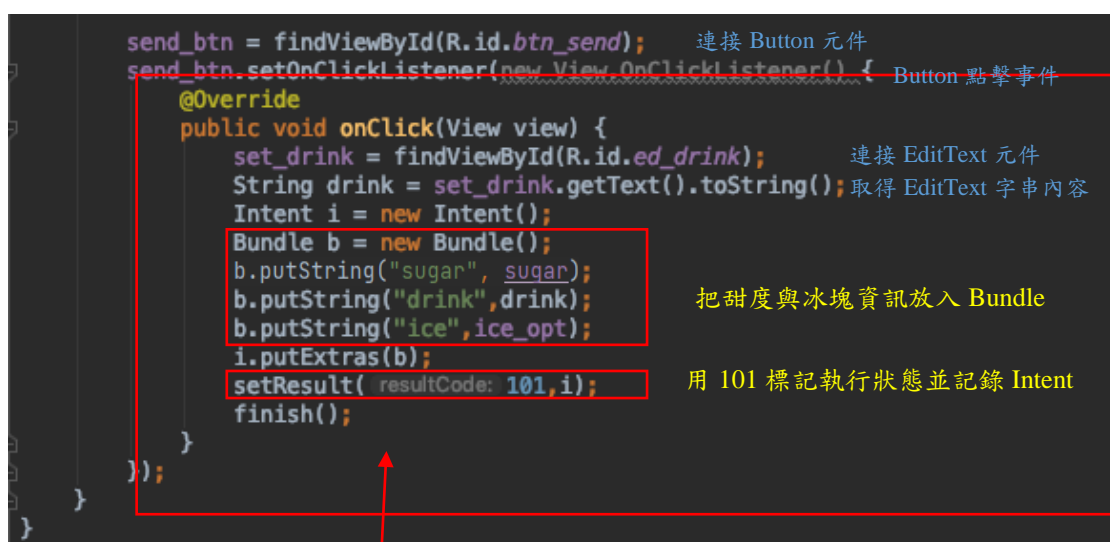 send_btn = findViewById(R.id.btn_send); 連接 Button 元件
send_btn.setOnClickListener(new View.OnClickListener() { Button 點擊事件
@Override
public void onClick(View view) {
set_drink = findViewById(R.id.ed_drink); 連接 EditText 元件
String drink = set_drink.getText().toString(); 取得 EditText 字串內容
Intent i = new Intent();
Bundle b = new Bundle();
b.putString("sugar", sugar);
b.putString("drink",drink); 把甜度與冰塊資訊放入 Bundle
b.putString("ice",ice_opt);
i.putExtras(b);
setResult( resultCode: 101,i); 用 101 標記執行狀態並記錄 Intent
finish();
}
});
}
}